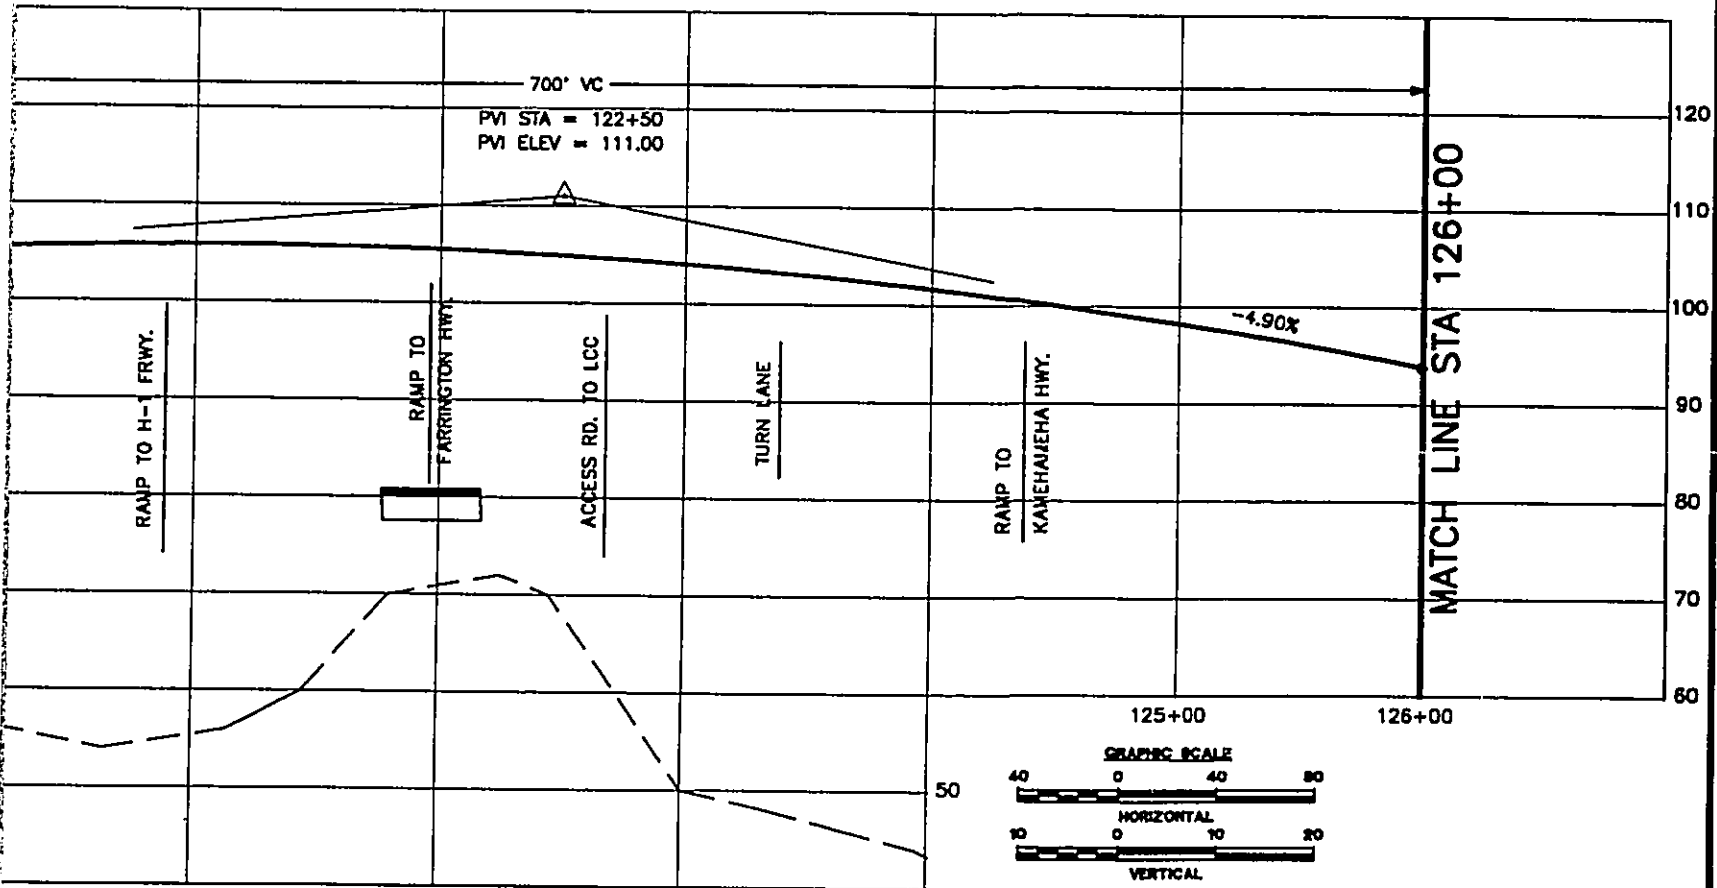 700' VC
PVI STA = 122+50
PVI ELEV = 111.00
120
110
100
90
80
70
60
50
-4.90%
RAMP TO H-1 FRWY.
RAMP TO
FARRINGTON HWY.
ACCESS RD. TO LCC
TURN LANE
RAMP TO
KAMEHAMEHA HWY.
MATCH LINE STA 126+00
125+00
126+00
GRAPHIC SCALE
40 0 40 80
HORIZONTAL
10 0 10 20
VERTICAL